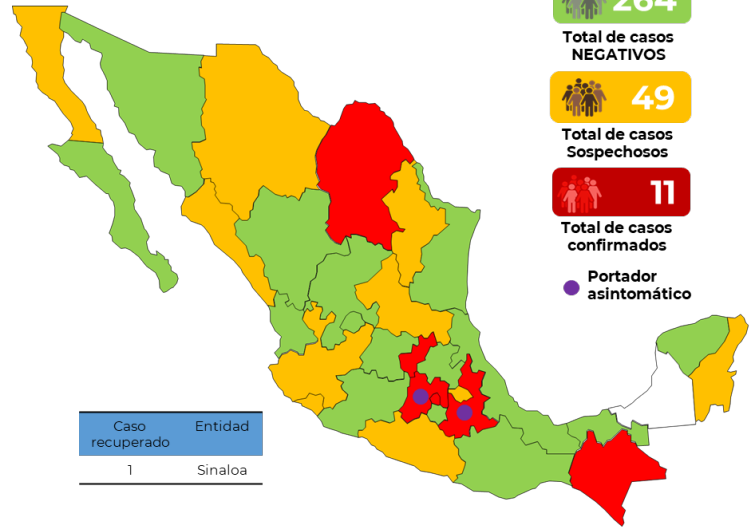 264
Total de casos
NEGATIVOS
49
Total de casos
Sospechosos
11
Total de casos
confirmados
Portador
asintomático
Caso
recuperado
Entidad
1
Sinaloa